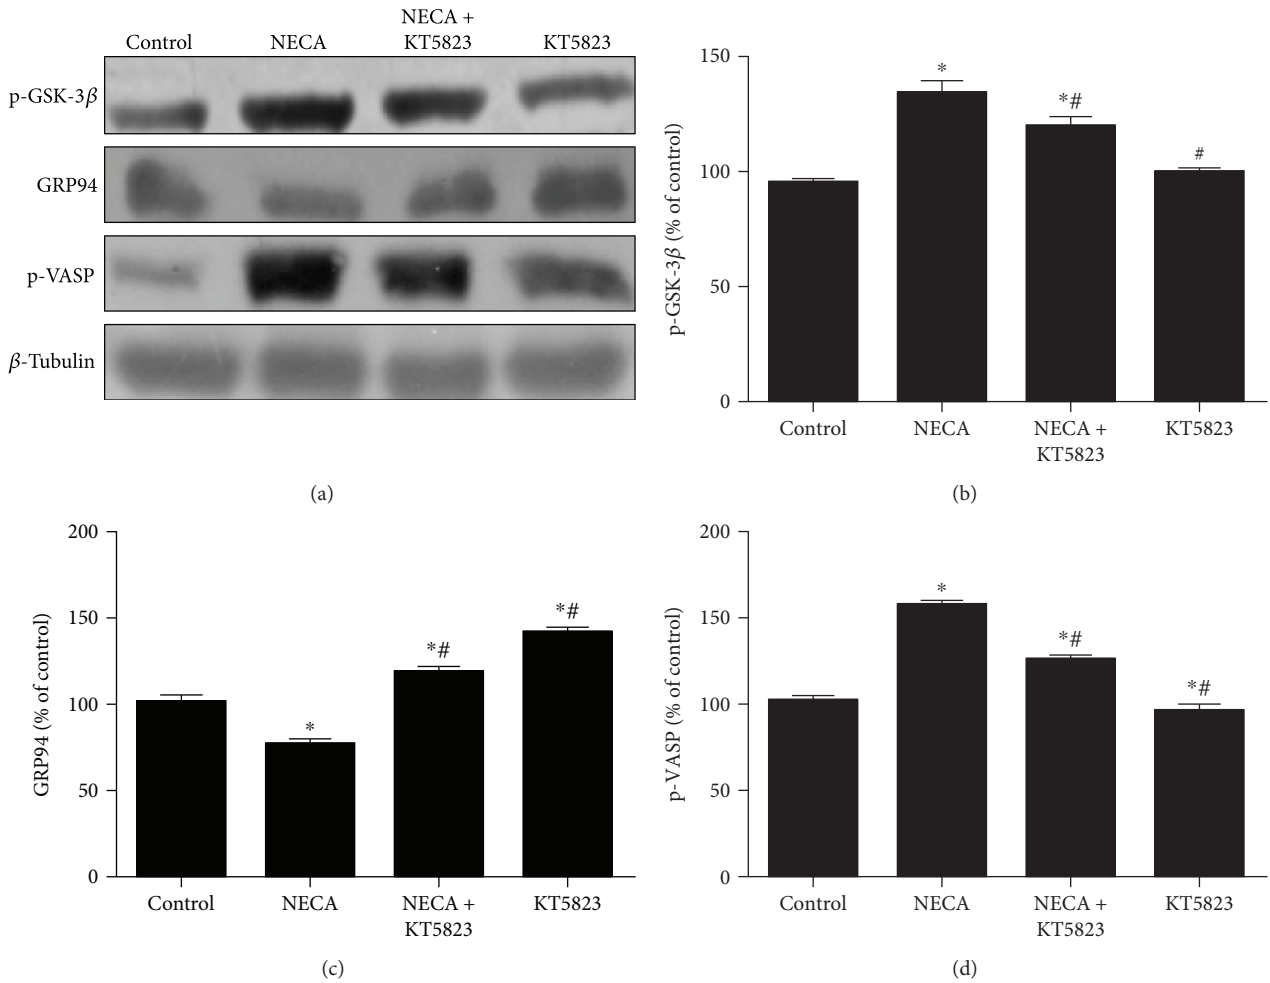 Control NECA NECA + KT5823 KT5823
p-GSK-3β
GRP94
p-VASP
β-Tubulin
(a)
p-GSK-3β (% of control)
150
*
*#
#
100
50
0
Control NECA NECA + KT5823 KT5823
(b)
GRP94 (% of control)
200
150
*#
*#
100
*
50
0
Control NECA NECA + KT5823 KT5823
(c)
p-VASP (% of control)
200
*
150
*#
*#
100
50
0
Control NECA NECA + KT5823 KT5823
(d)